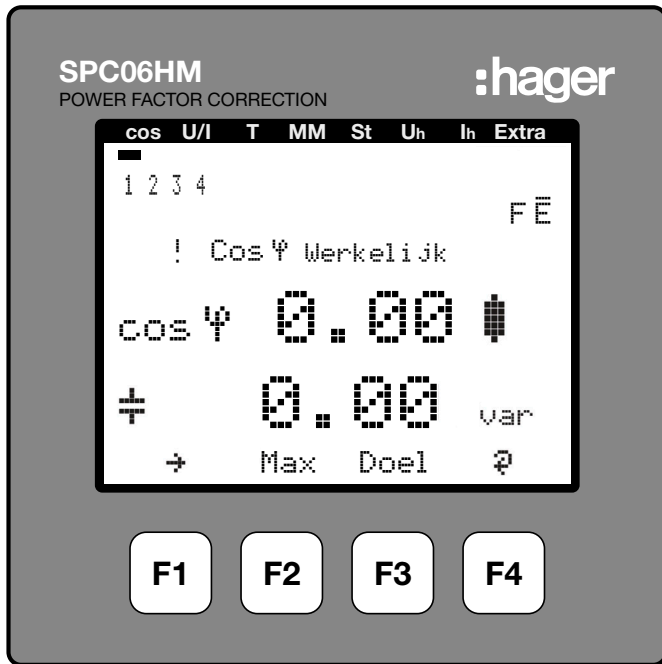 SPC06HM :hager
POWER FACTOR CORRECTION
cos U/I T MM St Uh Ih Extra
1 2 3 4
FĒ
! Cos φ Werkelijk
cos φ 0.00
0.00 var
→ Max Doel
F1 F2 F3 F4